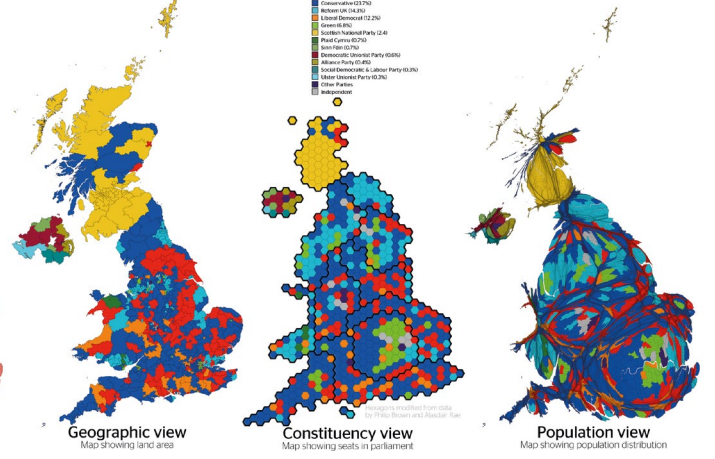 Conservative (23.7%)
Reform UK (14.3%)
Liberal Democrat (12.2%)
Green (6.8%)
Scottish National Party (2.4)
Plaid Cymru (0.7%)
Sinn Féin (0.7%)
Democratic Unionist Party (0.6%)
Alliance Party (0.4%)
Social Democratic & Labour Party (0.3%)
Ulster Unionist Party (0.3%)
Other Parties
Independent
Hexagons modified from data
by Philip Brown and Alasdair Rae
Geographic view
Map showing land area
Constituency view
Map showing seats in parliament
Population view
Map showing population distribution